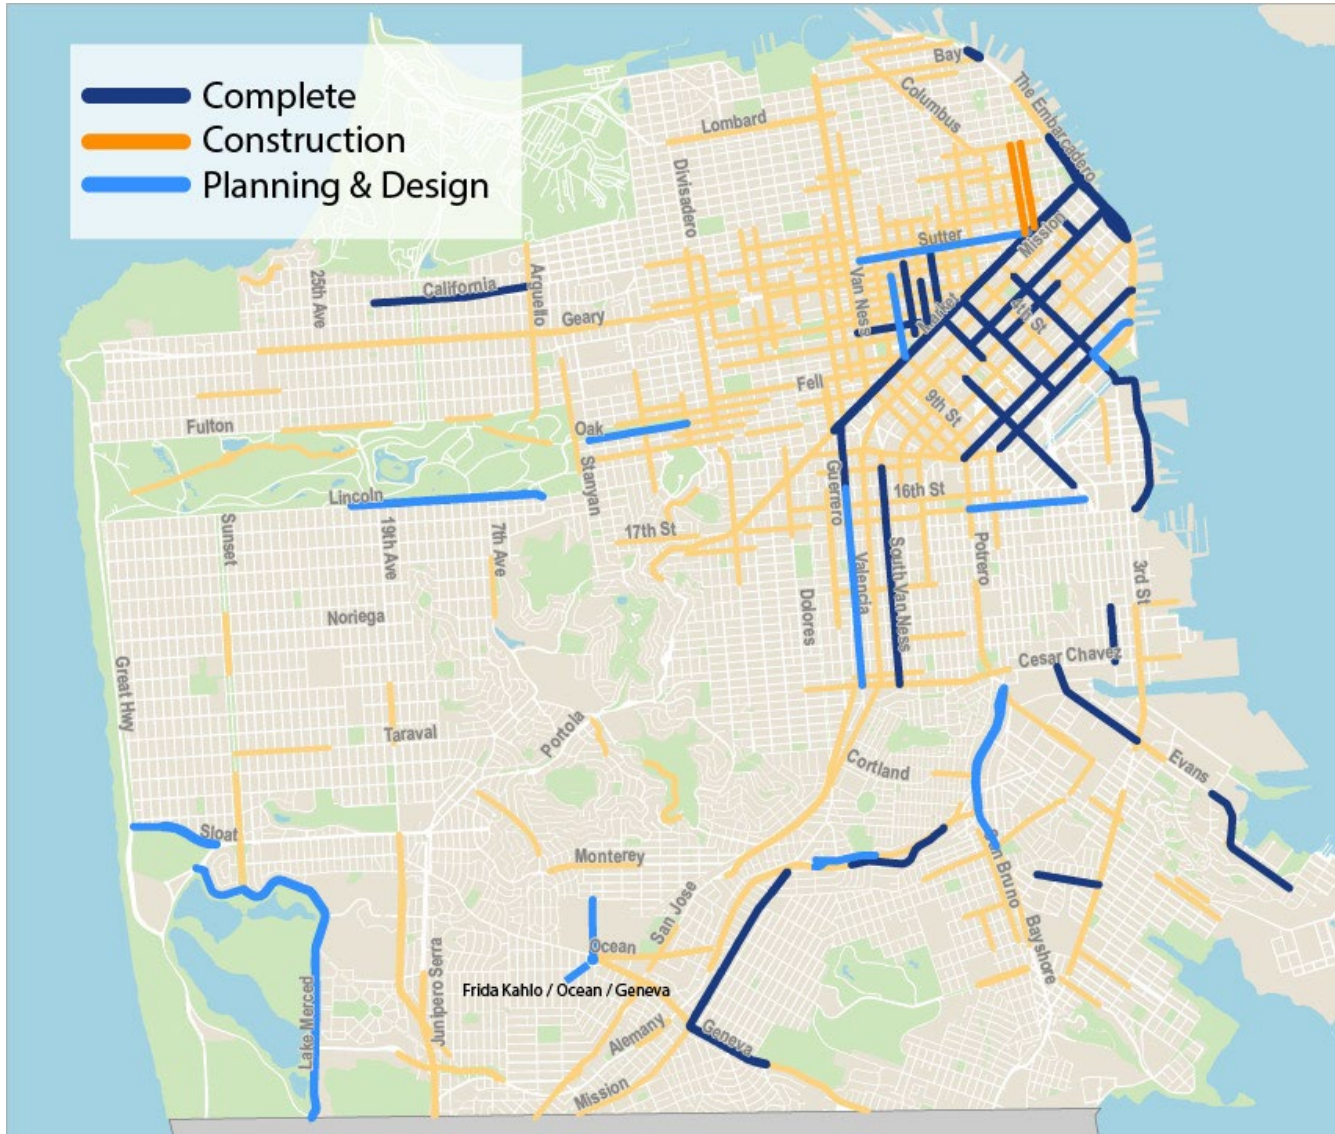 Complete
Construction
Planning & Design
Bay
The Embarcadero
Columbus
Lombard
Divisadero
Sutter
Mission
25th Ave
California
Arguello
Van Ness
Market
4th St
Geary
Fell
9th St
Fulton
Oak
Stanyan
Guerrero
16th St
Lincoln
Sunset
19th Ave
7th Ave
17th St
Potrero
3rd St
Valencia
South Van Ness
Dolores
Noriega
Cesar Chavez
Great Hwy
Taraval
Portola
Cortland
Evans
Sloat
Monterey
San Bruno
San Jose
Bayshore
Ocean
Junipero Serra
Frida Kahlo / Ocean / Geneva
Lake Merced
Alemany
Geneva
Mission